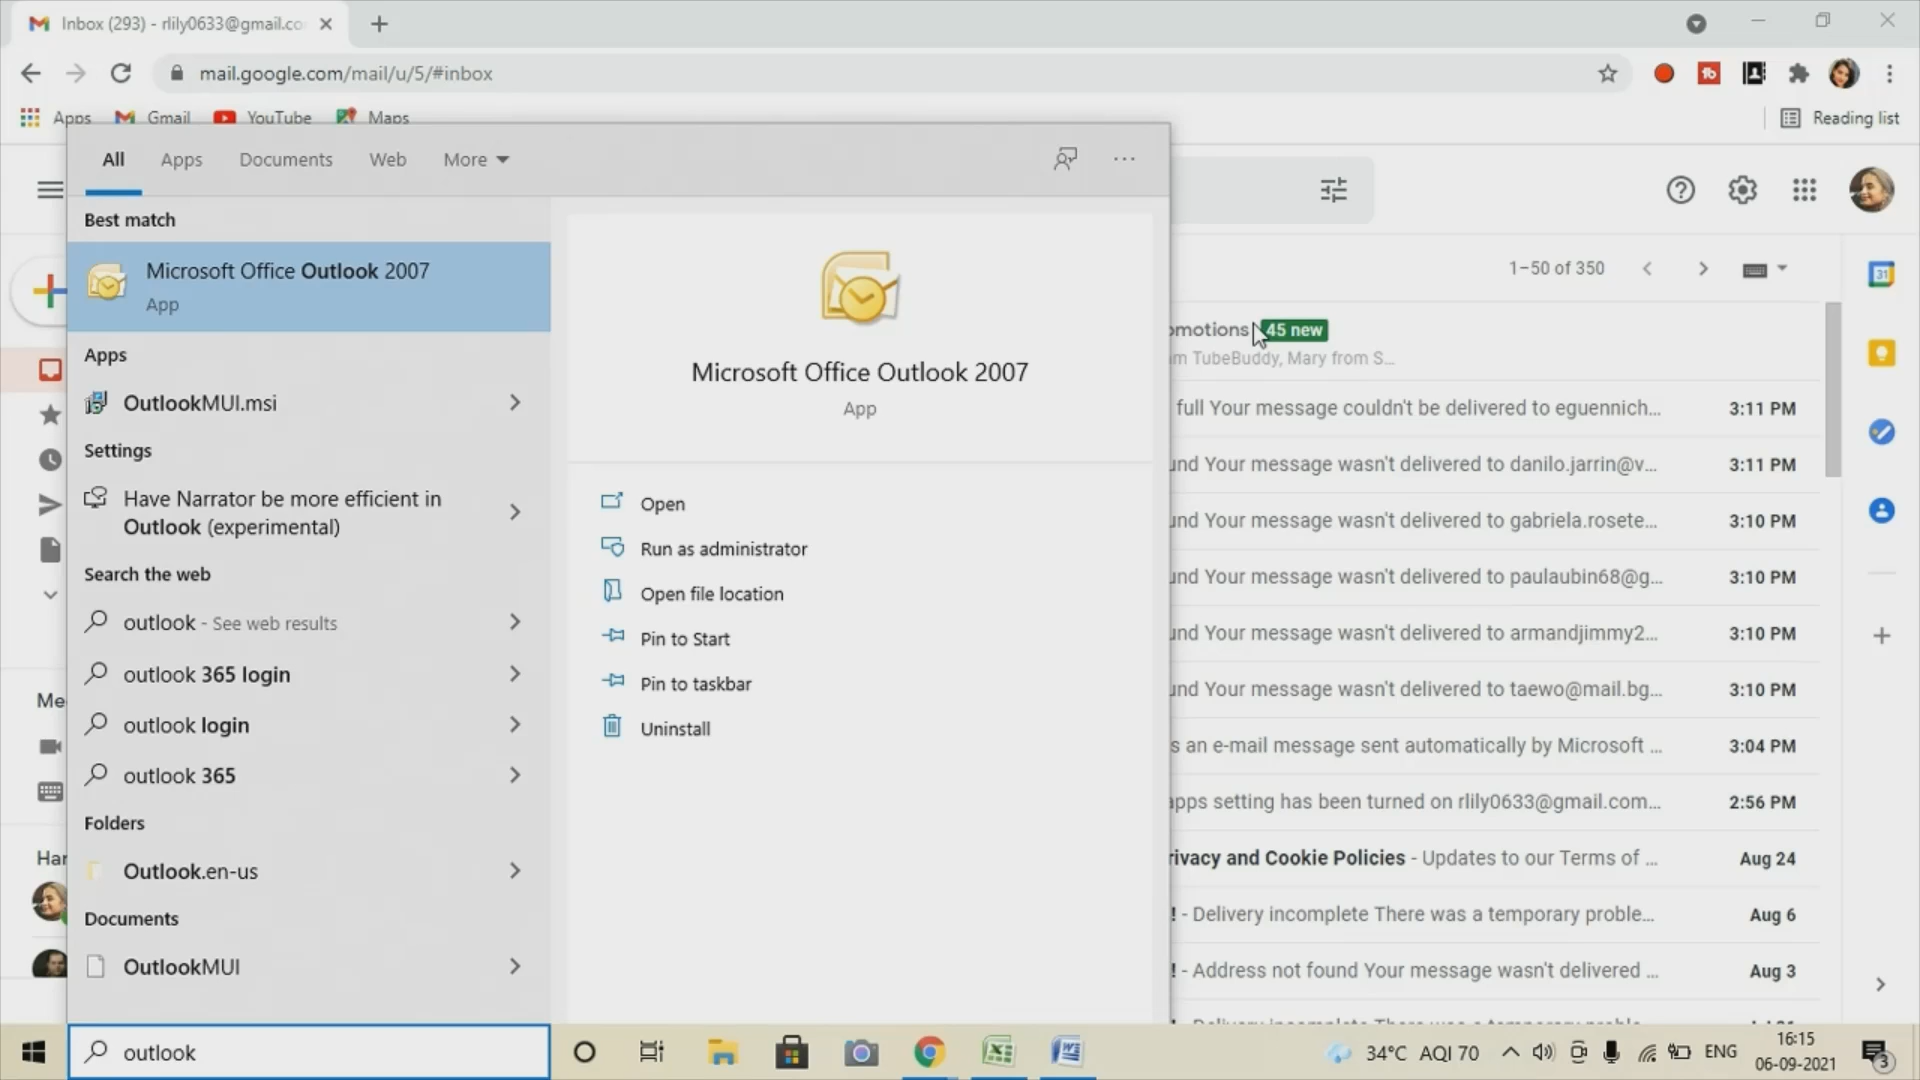 Inbox (293) - rlily0633@gmail.co
mail.google.com/mail/u/5/#inbox
Apps
Gmail
YouTube
Maps
Reading list
All
Apps
Documents
Web
More
Best match
Microsoft Office Outlook 2007
App
Apps
OutlookMUI.msi
Settings
Have Narrator be more efficient in
Outlook (experimental)
Search the web
outlook - See web results
outlook 365 login
outlook login
outlook 365
Folders
Outlook.en-us
Documents
OutlookMUI
Microsoft Office Outlook 2007
App
Open
Run as administrator
Open file location
Pin to Start
Pin to taskbar
Uninstall
Me
Har
1–50 of 350
31
omotions 45 new
m TubeBuddy, Mary from S...
full Your message couldn't be delivered to eguennich... 3:11 PM
und Your message wasn't delivered to danilo.jarrin@v... 3:11 PM
und Your message wasn't delivered to gabriela.rosete... 3:10 PM
und Your message wasn't delivered to paulaubin68@g... 3:10 PM
und Your message wasn't delivered to armandjimmy2... 3:10 PM
und Your message wasn't delivered to taewo@mail.bg... 3:10 PM
s an e-mail message sent automatically by Microsoft ... 3:04 PM
apps setting has been turned on rlily0633@gmail.com... 2:56 PM
rivacy and Cookie Policies - Updates to our Terms of ... Aug 24
! - Delivery incomplete There was a temporary proble... Aug 6
! - Address not found Your message wasn't delivered ... Aug 3
outlook
34°C AQI 70
ENG
16:15
06-09-2021
3